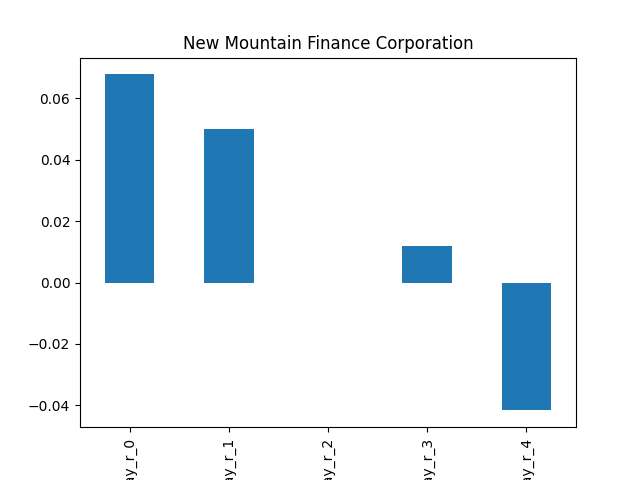 New Mountain Finance Corporation
0.06
0.04
0.02
0.00
−0.02
−0.04
ay_r_0
ay_r_1
ay_r_2
ay_r_3
ay_r_4